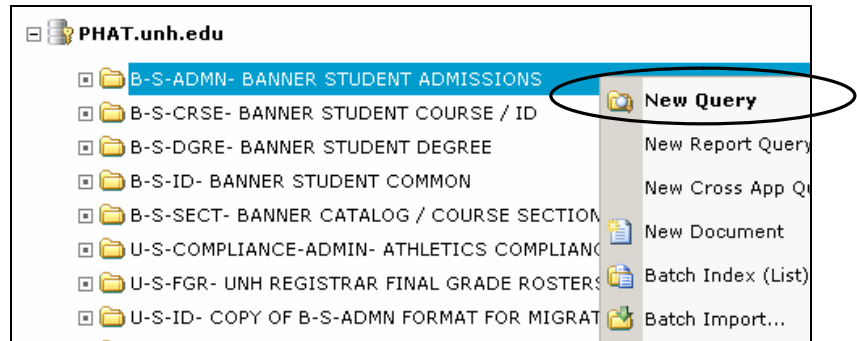 PHAT.unh.edu
B-S-ADMN- BANNER STUDENT ADMISSIONS
B-S-CRSE- BANNER STUDENT COURSE / ID
B-S-DGRE- BANNER STUDENT DEGREE
B-S-ID- BANNER STUDENT COMMON
B-S-SECT- BANNER CATALOG / COURSE SECTION
U-S-COMPLIANCE-ADMIN- ATHLETICS COMPLIANC
U-S-FGR- UNH REGISTRAR FINAL GRADE ROSTERS
U-S-ID- COPY OF B-S-ADMN FORMAT FOR MIGRAT
New Query
New Report Query
New Cross App Qu
New Document
Batch Index (List)
Batch Import...